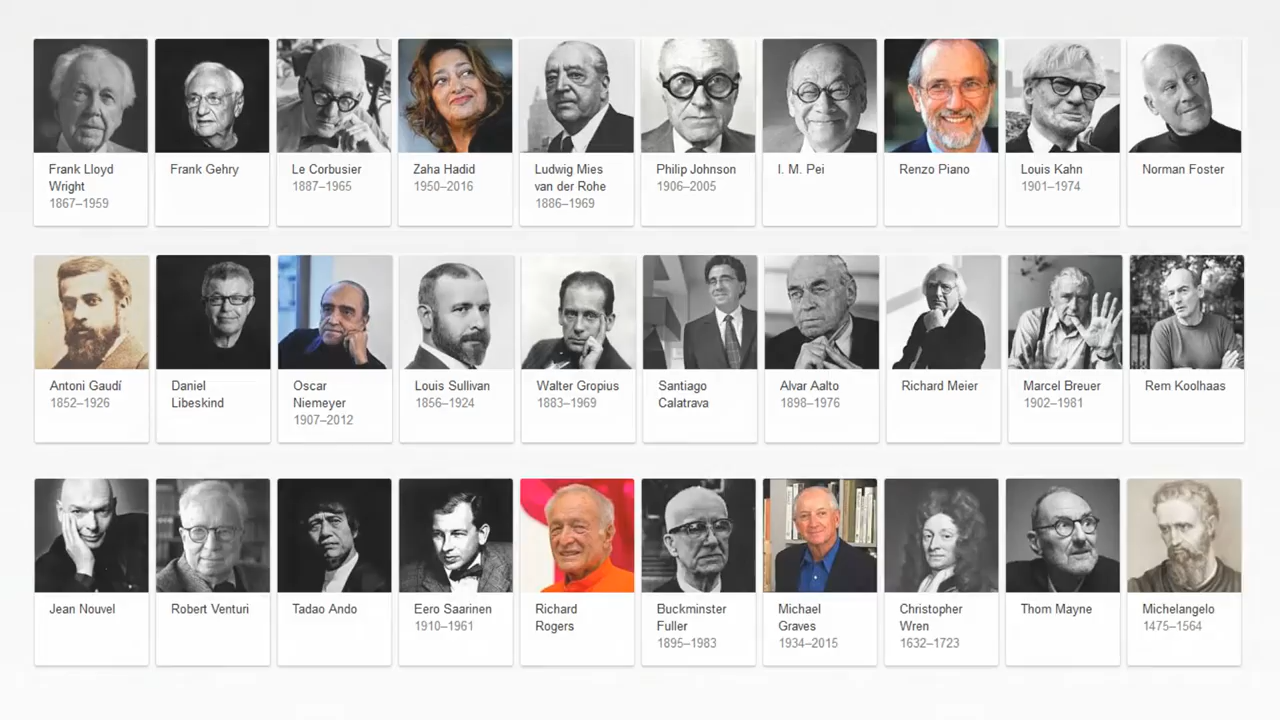 Frank Lloyd
Wright
1867–1959
Frank Gehry
Le Corbusier
1887–1965
Zaha Hadid
1950–2016
Ludwig Mies
van der Rohe
1886–1969
Philip Johnson
1906–2005
I. M. Pei
Renzo Piano
Louis Kahn
1901–1974
Norman Foster
Antoni Gaudí
1852–1926
Daniel
Libeskind
Oscar
Niemeyer
1907–2012
Louis Sullivan
1856–1924
Walter Gropius
1883–1969
Santiago
Calatrava
Alvar Aalto
1898–1976
Richard Meier
Marcel Breuer
1902–1981
Rem Koolhaas
Jean Nouvel
Robert Venturi
Tadao Ando
Eero Saarinen
1910–1961
Richard
Rogers
Buckminster
Fuller
1895–1983
Michael
Graves
1934–2015
Christopher
Wren
1632–1723
Thom Mayne
Michelangelo
1475–1564